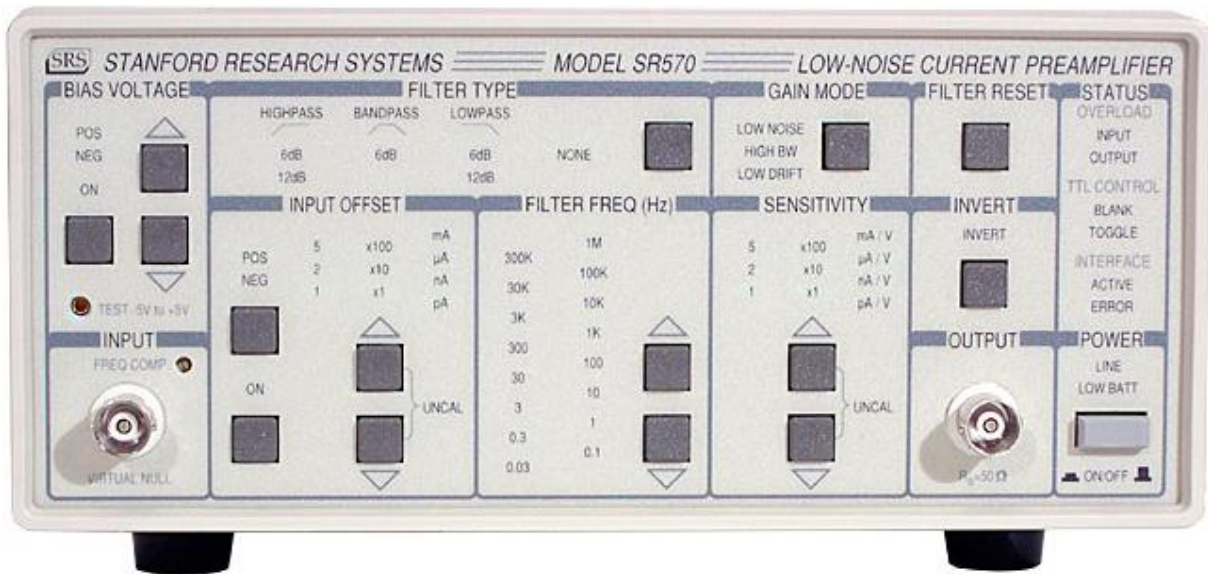 SRS STANFORD RESEARCH SYSTEMS MODEL SR570 LOW-NOISE CURRENT PREAMPLIFIER
BIAS VOLTAGE
POS
NEG
ON
TEST -5V to +5V
FILTER TYPE
HIGHPASS BANDPASS LOWPASS
6dB 6dB 6dB NONE
12dB 12dB
GAIN MODE
LOW NOISE
HIGH BW
LOW DRIFT
FILTER RESET
STATUS
OVERLOAD
INPUT
OUTPUT
TTL CONTROL
BLANK
TOGGLE
INTERFACE
ACTIVE
ERROR
INPUT OFFSET
POS
NEG
ON
5 x100 mA
2 x10 µA
1 x1 nA
pA
UNCAL
FILTER FREQ (Hz)
1M
300K
100K
30K
10K
3K
1K
300
100
30
10
3
1
0.3
0.1
0.03
SENSITIVITY
5 x100 mA / V
2 x10 µA / V
1 x1 nA / V
pA / V
UNCAL
INVERT
INVERT
INPUT
FREQ COMP
VIRTUAL NULL
OUTPUT
R₀=50 Ω
POWER
LINE
LOW BATT
ON/OFF